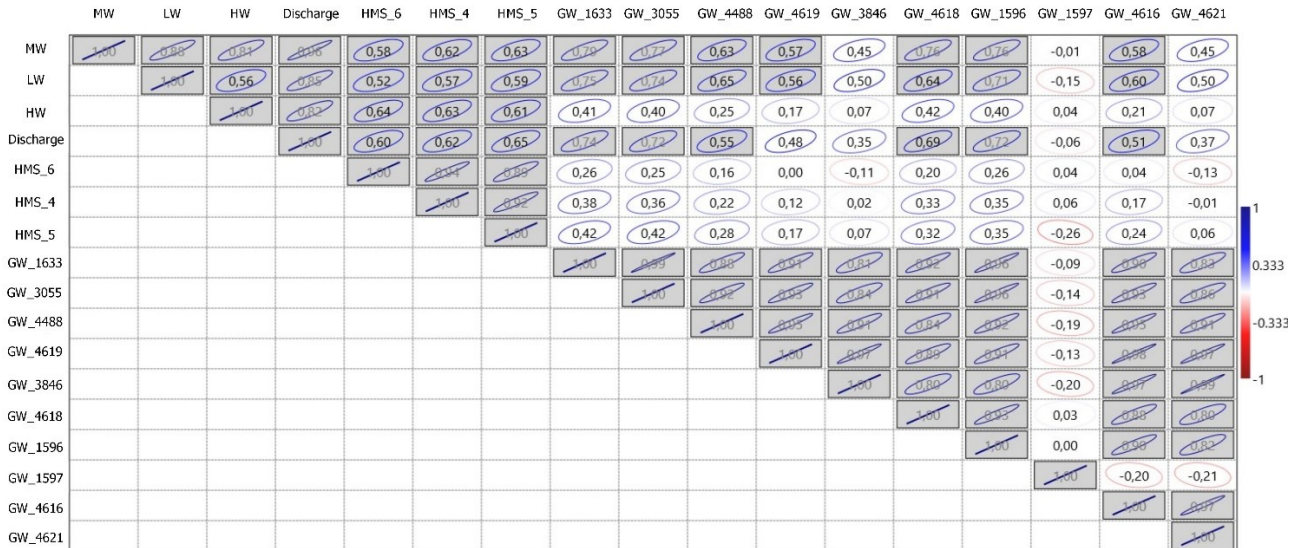 MW LW HW Discharge HMS_6 HMS_4 HMS_5 GW_1633 GW_3055 GW_4488 GW_4619 GW_3846 GW_4618 GW_1596 GW_1597 GW_4616 GW_4621
MW 1,00 0,88 0,81 0,96 0,58 0,62 0,63 0,79 0,77 0,63 0,57 0,45 0,76 0,76 -0,01 0,58 0,45
LW 1,00 0,56 0,85 0,52 0,57 0,59 0,75 0,74 0,65 0,56 0,50 0,64 0,71 -0,15 0,60 0,50
HW 1,00 0,82 0,64 0,63 0,61 0,41 0,40 0,25 0,17 0,07 0,42 0,40 0,04 0,21 0,07
Discharge 1,00 0,60 0,62 0,65 0,74 0,72 0,55 0,48 0,35 0,69 0,72 -0,06 0,51 0,37
HMS_6 1,00 0,94 0,89 0,26 0,25 0,16 0,00 -0,11 0,20 0,26 0,04 0,04 -0,13
HMS_4 1,00 0,92 0,38 0,36 0,22 0,12 0,02 0,33 0,35 0,06 0,17 -0,01
HMS_5 1,00 0,42 0,42 0,28 0,17 0,07 0,32 0,35 -0,26 0,24 0,06
GW_1633 1,00 0,99 0,88 0,91 0,81 0,92 0,96 -0,09 0,90 0,83
GW_3055 1,00 0,92 0,93 0,84 0,91 0,96 -0,14 0,93 0,86
GW_4488 1,00 0,95 0,91 0,84 0,92 -0,19 0,95 0,91
GW_4619 1,00 0,97 0,89 0,91 -0,13 0,98 0,97
GW_3846 1,00 0,80 0,80 -0,20 0,97 0,99
GW_4618 1,00 0,93 0,03 0,88 0,80
GW_1596 1,00 0,00 0,90 0,82
GW_1597 1,00 -0,20 -0,21
GW_4616 1,00 0,97
GW_4621 1,00
1
0.333
-0.333
-1